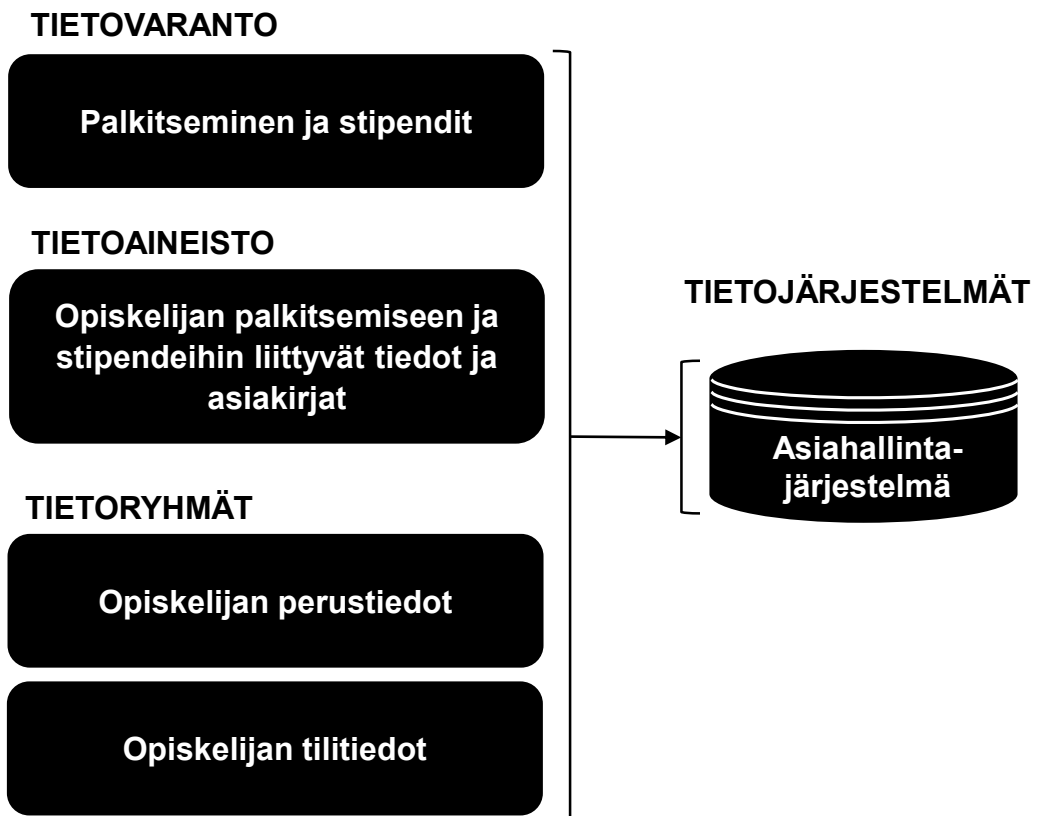 TIETOVARANTO
Palkitseminen ja stipendit
TIETOAINEISTO
Opiskelijan palkitsemiseen ja
stipendeihin liittyvät tiedot ja
asiakirjat
TIETORYHMÄT
Opiskelijan perustiedot
Opiskelijan tilitiedot
TIETOJÄRJESTELMÄT
Asiahallinta-
järjestelmä